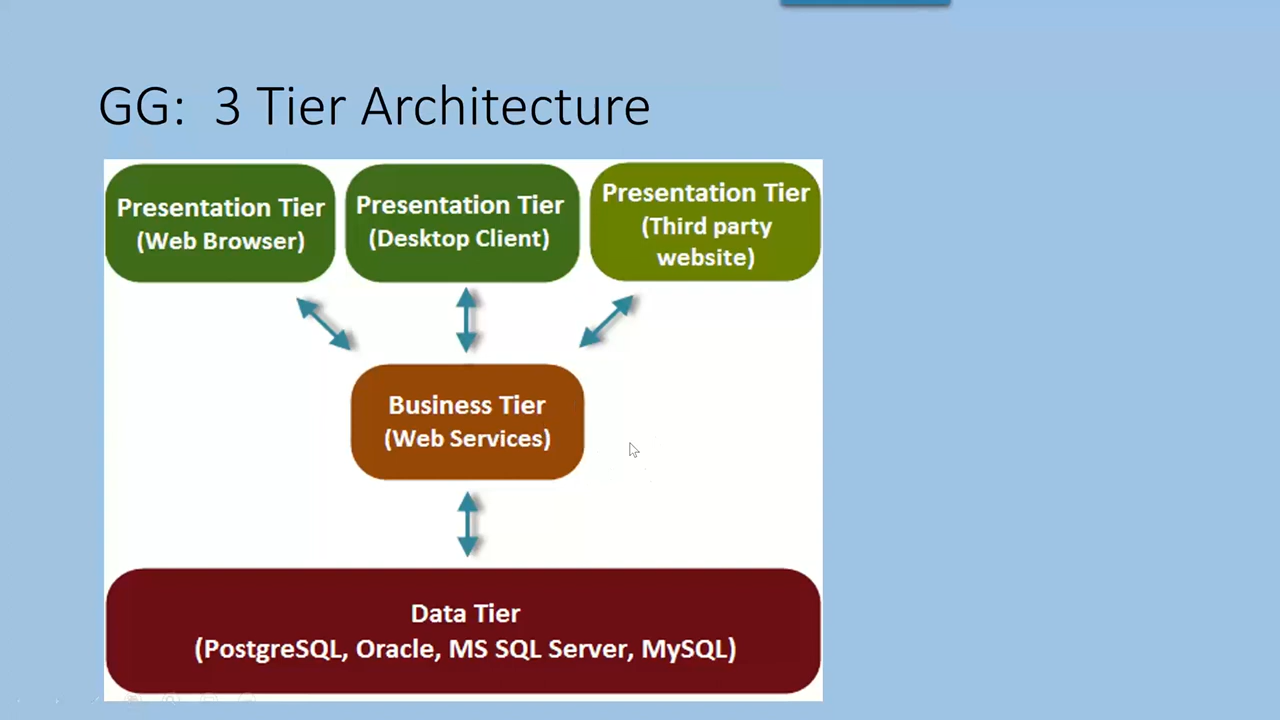 GG:  3 Tier Architecture
Presentation Tier
(Web Browser)
Presentation Tier
(Desktop Client)
Presentation Tier
(Third party
website)
Business Tier
(Web Services)
Data Tier
(PostgreSQL, Oracle, MS SQL Server, MySQL)